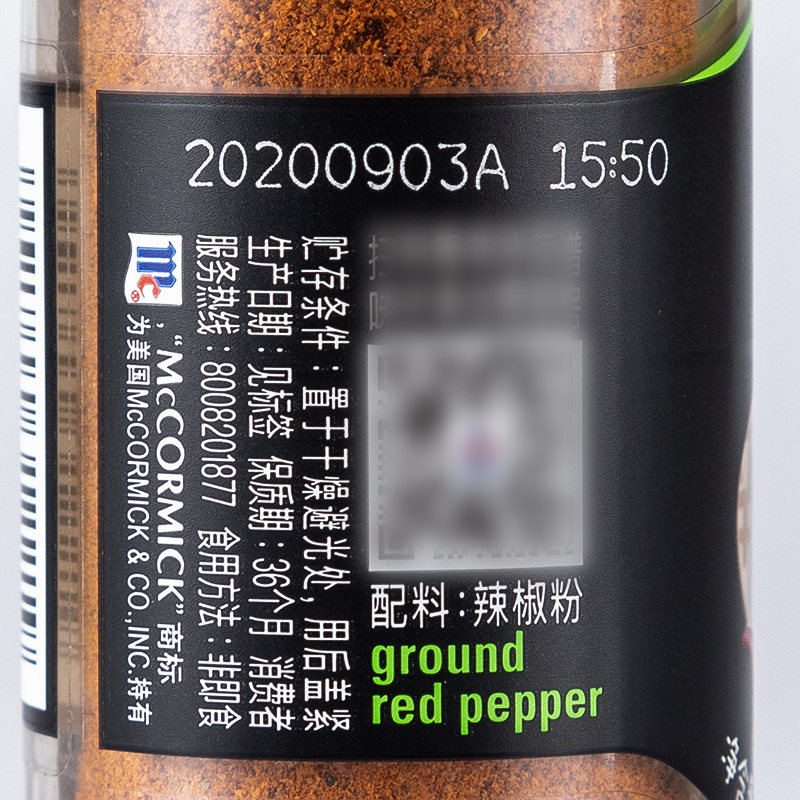 20200903A 15:50
配料:辣椒粉
ground
red pepper
贮存条件:置于干燥避光处,用后盖紧
生产日期:见标签 保质期:36个月 消费者
服务热线:8008201877 食用方法:非即食
Mc,"McCORMICK"商标
为美国McCORMICK & CO.,INC.持有